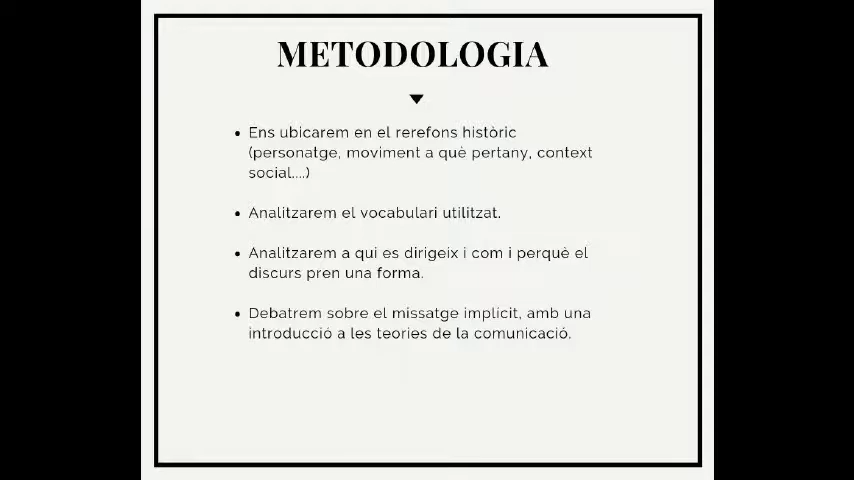 METODOLOGIA
• Ens ubicarem en el rerefons històric
(personatge, moviment a què pertany, context
social....)
• Analitzarem el vocabulari utilitzat.
• Analitzarem a qui es dirigeix i com i perquè el
discurs pren una forma.
• Debatrem sobre el missatge implícit, amb una
introducció a les teories de la comunicació.